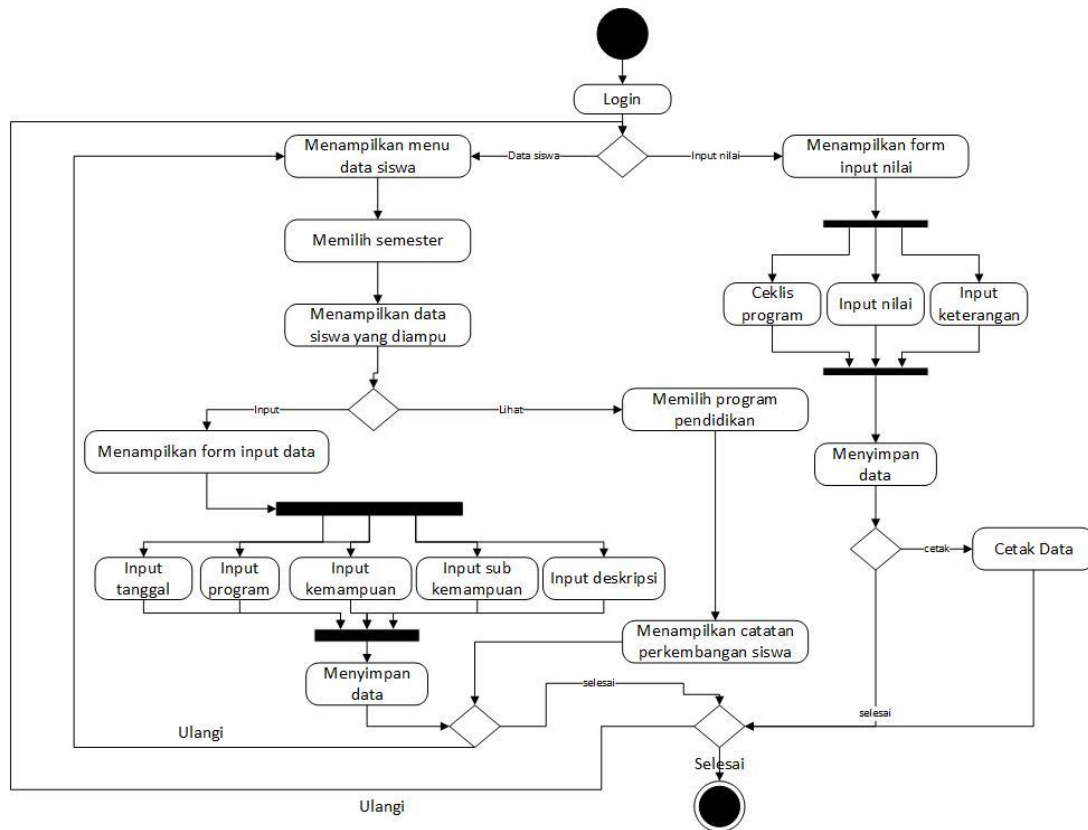 Login
Menampilkan menu
data siswa
Data siswa
Input nilai
Menampilkan form
input nilai
Memilih semester
Ceklis
program
Input nilai
Input
keterangan
Menampilkan data
siswa yang diampu
Input
Lihat
Memilih program
pendidikan
Menampilkan form input data
Menyimpan
data
cetak
Cetak Data
Input
tanggal
Input
program
Input
kemampuan
Input sub
kemampuan
Input deskripsi
Menampilkan catatan
perkembangan siswa
Menyimpan
data
selesai
selesai
Ulangi
Selesai
Ulangi